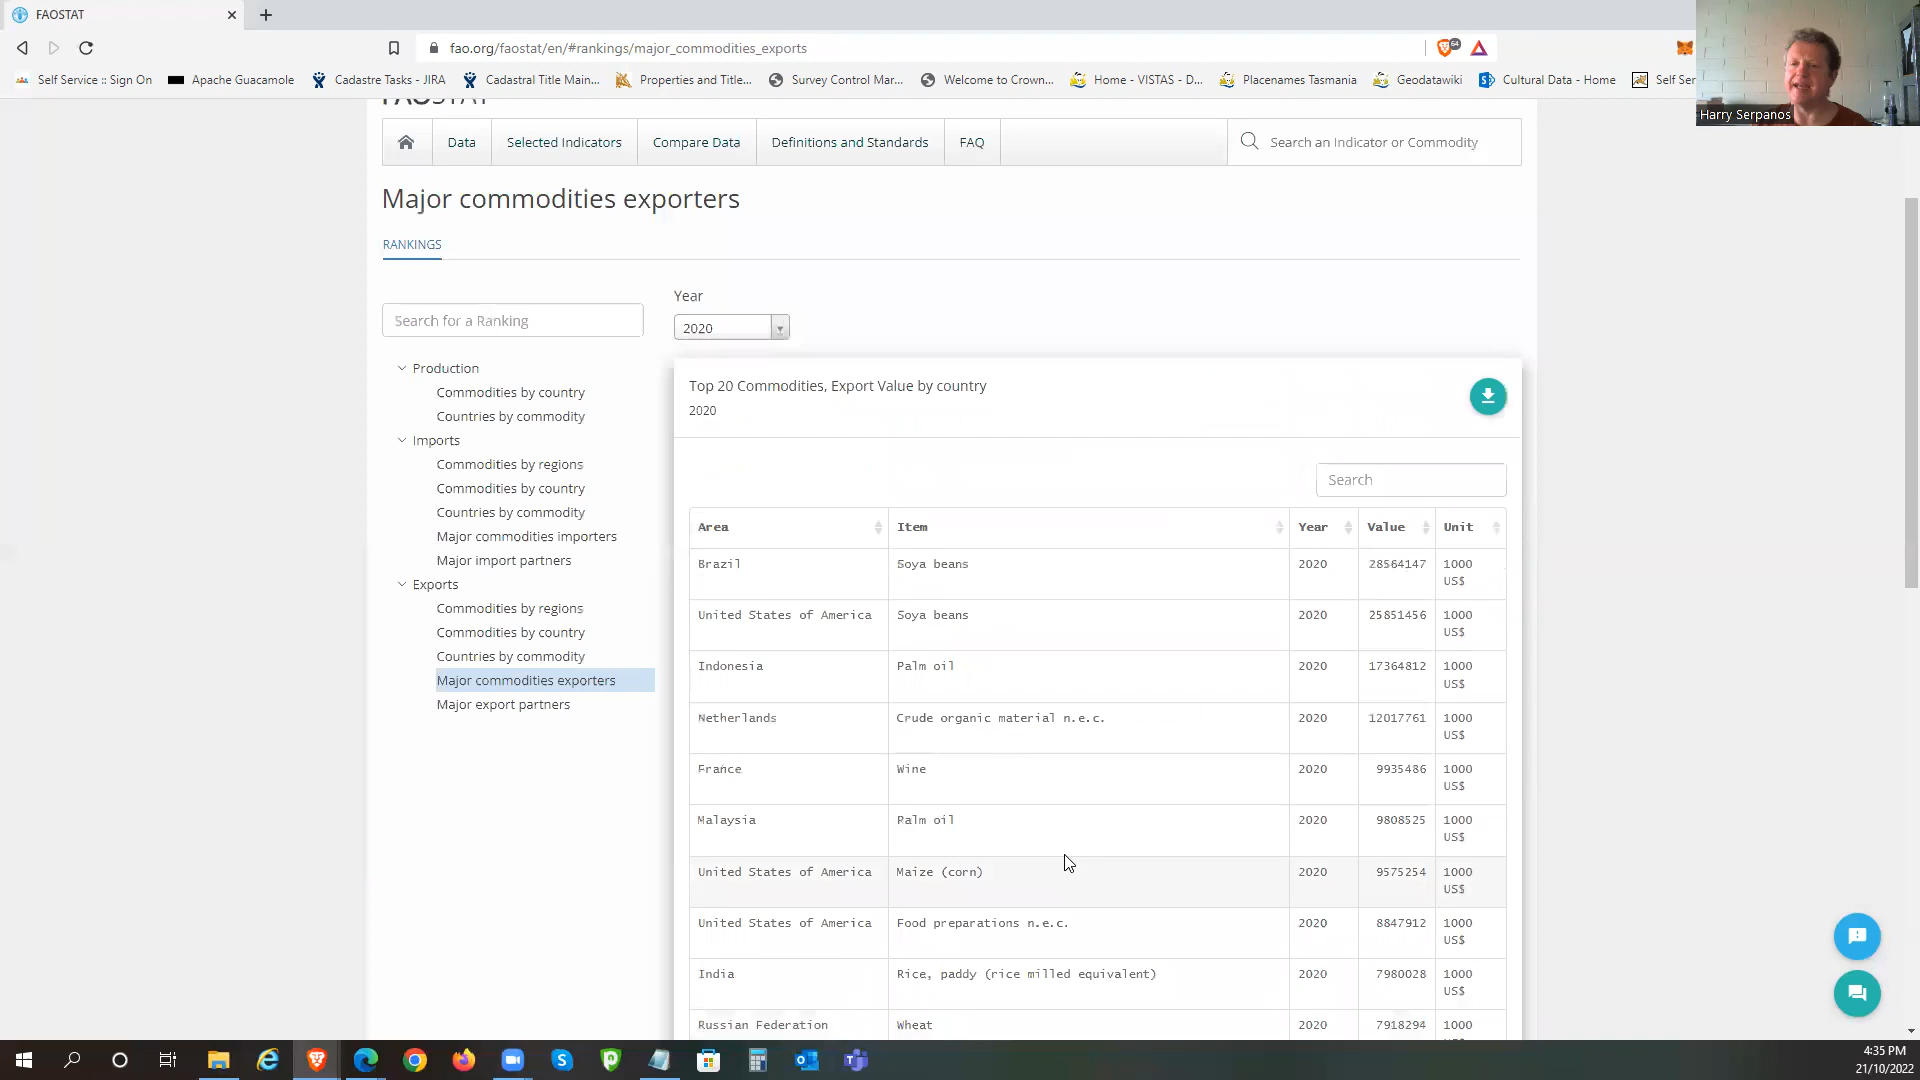 FAOSTAT
fao.org/faostat/en/#rankings/major_commodities_exports
64
Self Service :: Sign On
Apache Guacamole
Cadastre Tasks - JIRA
Cadastral Title Main...
Properties and Title...
Survey Control Mar...
Welcome to Crown...
Home - VISTAS - D...
Placenames Tasmania
Geodatawiki
Cultural Data - Home
Self Ser
Harry Serpanos
FAOSTAT
Data
Selected Indicators
Compare Data
Definitions and Standards
FAQ
Search an Indicator or Commodity
Major commodities exporters
RANKINGS
Search for a Ranking
Production
Commodities by country
Countries by commodity
Imports
Commodities by regions
Commodities by country
Countries by commodity
Major commodities importers
Major import partners
Exports
Commodities by regions
Commodities by country
Countries by commodity
Major commodities exporters
Major export partners
Year
2020
Top 20 Commodities, Export Value by country
2020
Search
Area Item Year Value Unit
Brazil Soya beans 2020 28564147 1000
US$
United States of America Soya beans 2020 25851456 1000
US$
Indonesia Palm oil 2020 17364812 1000
US$
Netherlands Crude organic material n.e.c. 2020 12017761 1000
US$
France Wine 2020 9935486 1000
US$
Malaysia Palm oil 2020 9808525 1000
US$
United States of America Maize (corn) 2020 9575254 1000
US$
United States of America Food preparations n.e.c. 2020 8847912 1000
US$
India Rice, paddy (rice milled equivalent) 2020 7980028 1000
US$
Russian Federation Wheat 2020 7918294 1000
4:35 PM
21/10/2022